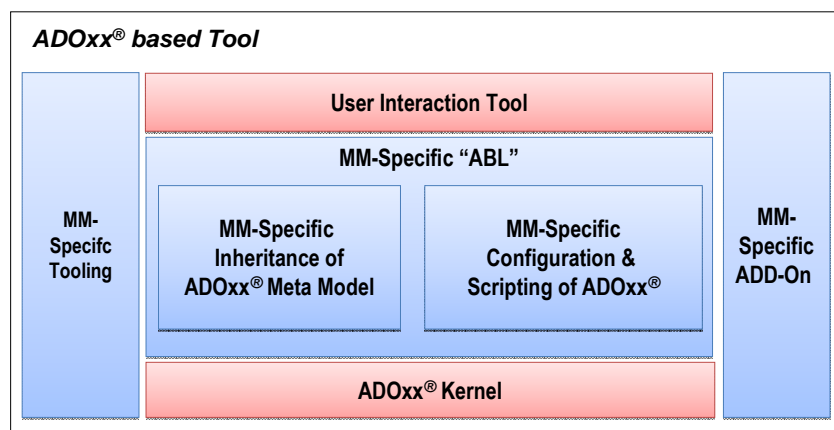 ADOxx® based Tool
User Interaction Tool
MM-Specific “ABL”
MM-
Specifc
Tooling
MM-Specific
Inheritance of
ADOxx® Meta Model
MM-Specific
Configuration &
Scripting of ADOxx®
MM-
Specific
ADD-On
ADOxx® Kernel